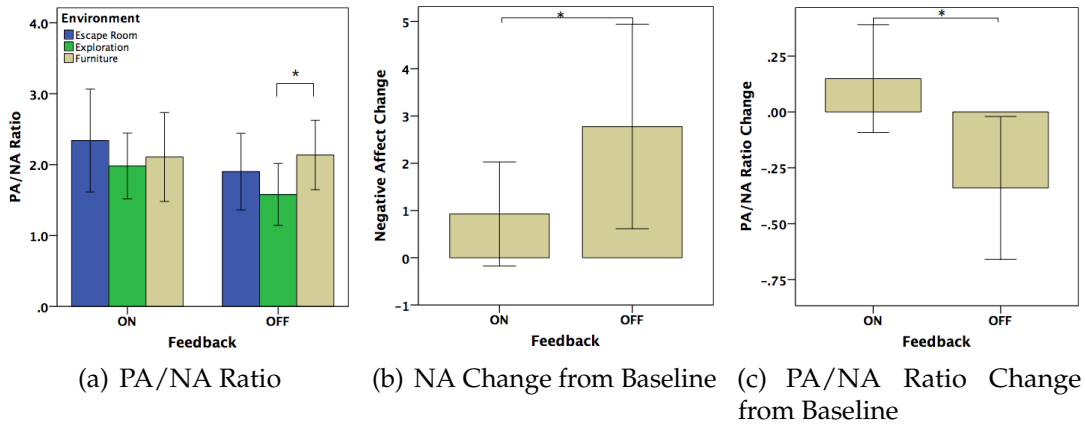 4.0
3.0
2.0
1.0
.0
PA/NA Ratio
Environment
Escape Room
Exploration
Furniture
*
ON
OFF
Feedback
(a) PA/NA Ratio
5
4
3
2
1
0
-1
Negative Affect Change
*
ON
OFF
Feedback
(b) NA Change from Baseline
.25
.00
-.25
-.50
-.75
PA/NA Ratio Change
*
ON
OFF
Feedback
(c) PA/NA Ratio Change
from Baseline